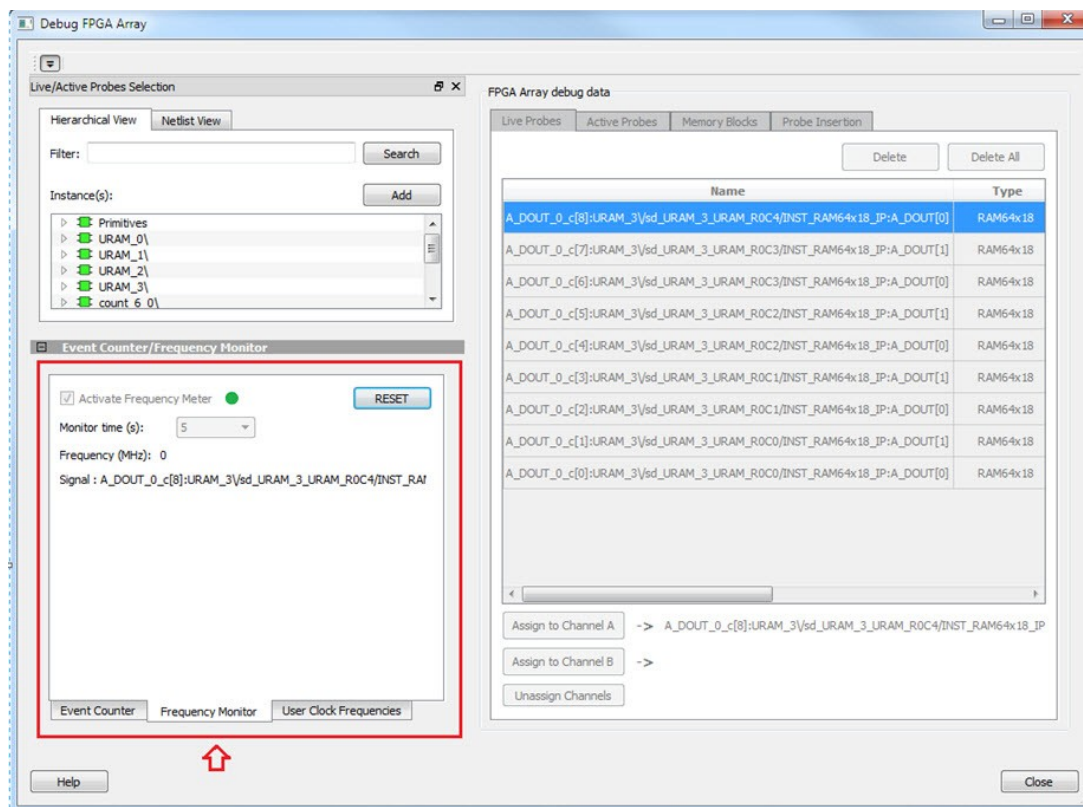 Debug FPGA Array
Live/Active Probes Selection
Hierarchical View Netlist View
Filter: Search
Instance(s): Add
Primitives
URAM_0\
URAM_1\
URAM_2\
URAM_3\
count_6_0\
Event Counter/Frequency Monitor
Activate Frequency Meter RESET
Monitor time (s): 5
Frequency (MHz): 0
Signal : A_DOUT_0_c[8]:URAM_3\/sd_URAM_3_URAM_R0C4/INST_RAM
Event Counter Frequency Monitor User Clock Frequencies
FPGA Array debug data
Live Probes Active Probes Memory Blocks Probe Insertion
Delete Delete All
Name Type
A_DOUT_0_c[8]:URAM_3\/sd_URAM_3_URAM_R0C4/INST_RAM64x18_IP:A_DOUT[0] RAM64x18
A_DOUT_0_c[7]:URAM_3\/sd_URAM_3_URAM_R0C3/INST_RAM64x18_IP:A_DOUT[1] RAM64x18
A_DOUT_0_c[6]:URAM_3\/sd_URAM_3_URAM_R0C3/INST_RAM64x18_IP:A_DOUT[0] RAM64x18
A_DOUT_0_c[5]:URAM_3\/sd_URAM_3_URAM_R0C2/INST_RAM64x18_IP:A_DOUT[1] RAM64x18
A_DOUT_0_c[4]:URAM_3\/sd_URAM_3_URAM_R0C2/INST_RAM64x18_IP:A_DOUT[0] RAM64x18
A_DOUT_0_c[3]:URAM_3\/sd_URAM_3_URAM_R0C1/INST_RAM64x18_IP:A_DOUT[1] RAM64x18
A_DOUT_0_c[2]:URAM_3\/sd_URAM_3_URAM_R0C1/INST_RAM64x18_IP:A_DOUT[0] RAM64x18
A_DOUT_0_c[1]:URAM_3\/sd_URAM_3_URAM_R0C0/INST_RAM64x18_IP:A_DOUT[1] RAM64x18
A_DOUT_0_c[0]:URAM_3\/sd_URAM_3_URAM_R0C0/INST_RAM64x18_IP:A_DOUT[0] RAM64x18
Assign to Channel A -> A_DOUT_0_c[8]:URAM_3\/sd_URAM_3_URAM_R0C4/INST_RAM64x18_IP
Assign to Channel B ->
Unassign Channels
Help Close